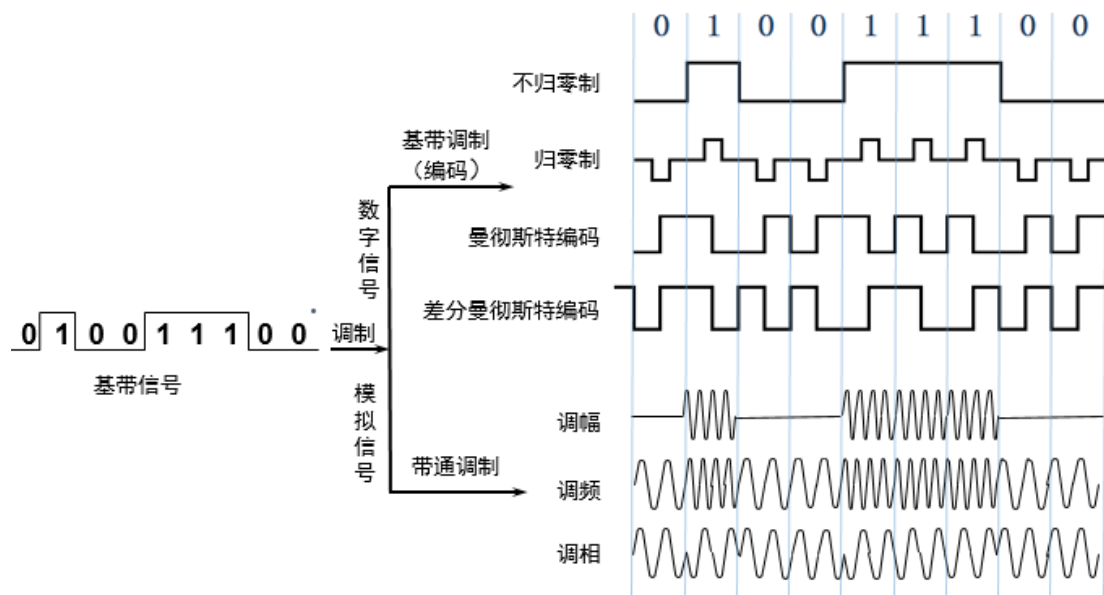 0 1 0 0 1 1 1 0 0
不归零制
基带调制
（编码）
归零制
数字信号
曼彻斯特编码
差分曼彻斯特编码
0 1 0 0 1 1 1 0 0
调制
基带信号
模拟信号
调幅
带通调制
调频
调相